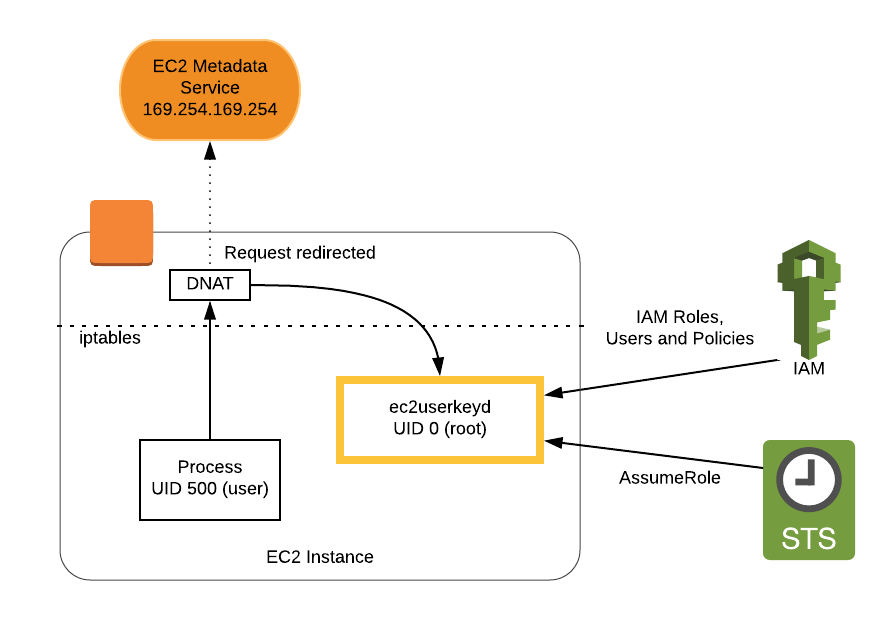 EC2 Metadata
Service
169.254.169.254
Request redirected
DNAT
iptables
IAM Roles,
Users and Policies
IAM
ec2userkeyd
UID 0 (root)
Process
UID 500 (user)
AssumeRole
STS
EC2 Instance